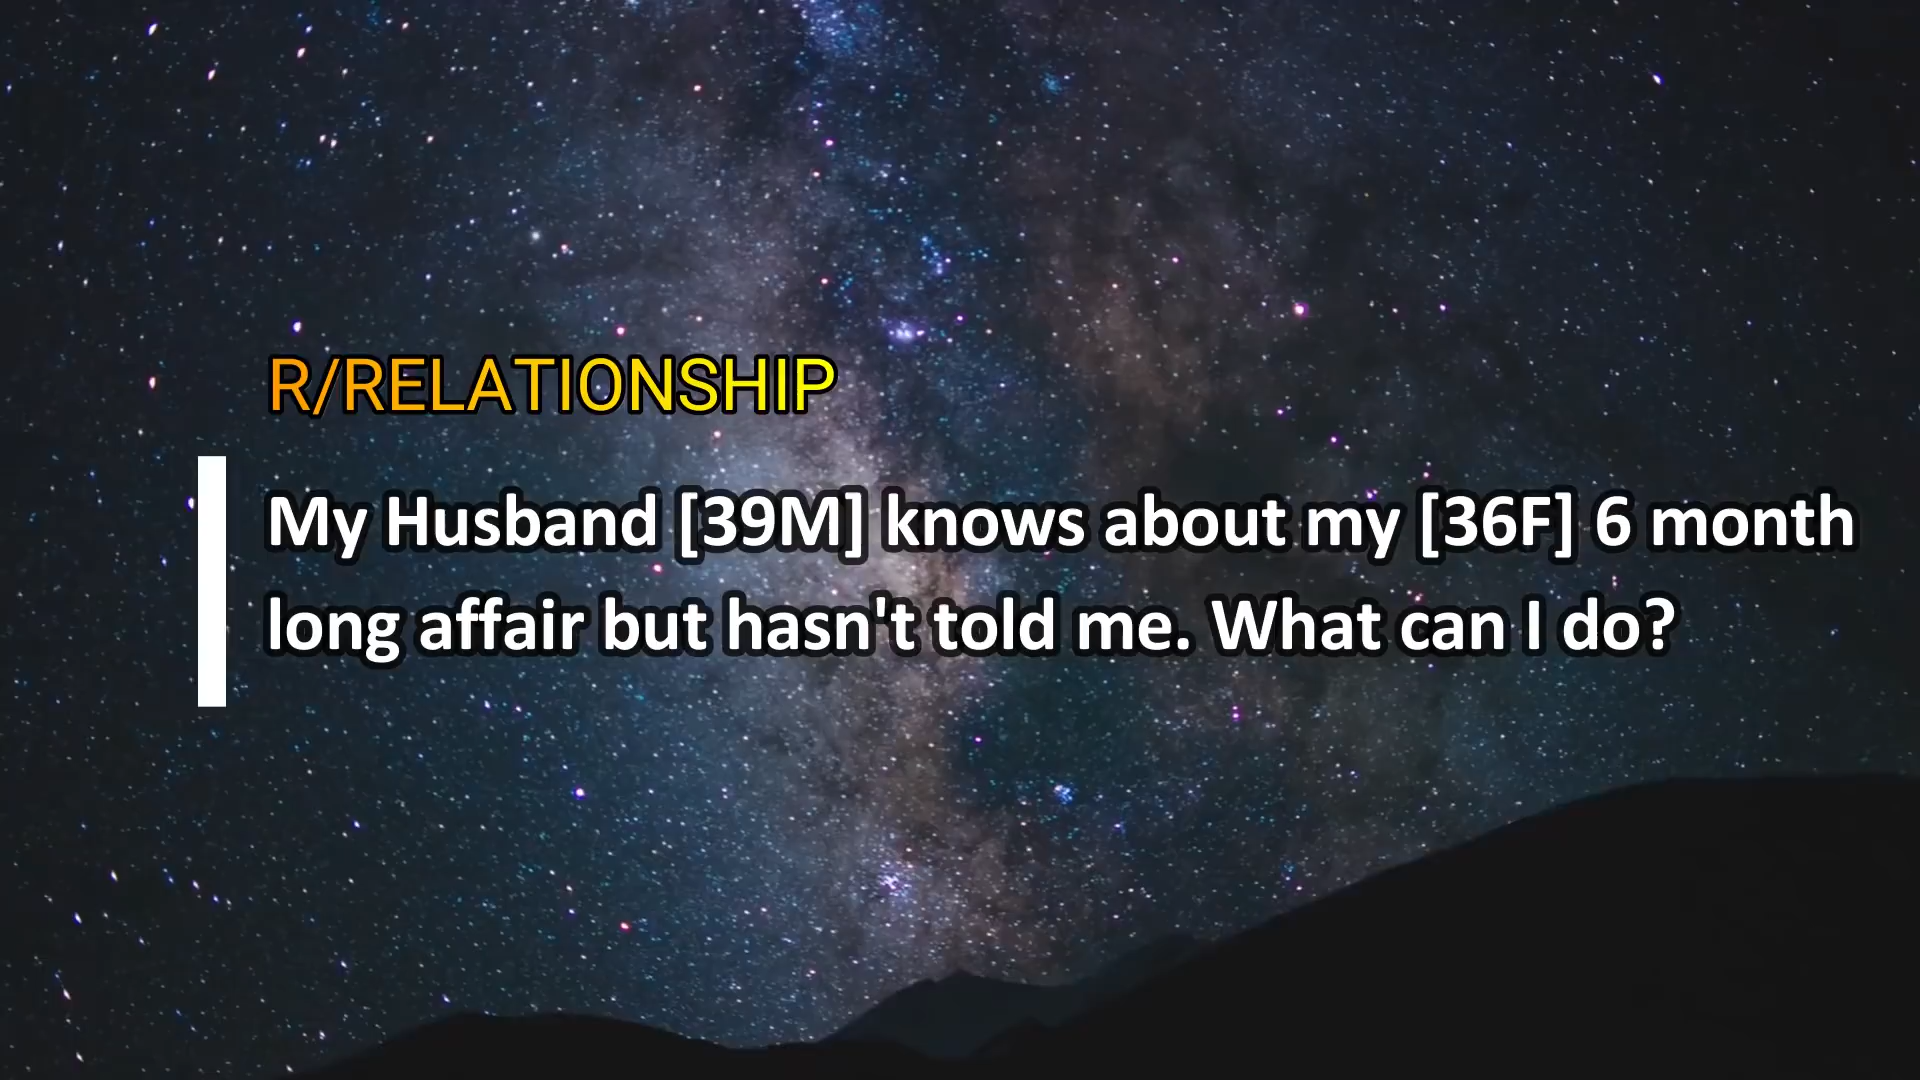 R/RELATIONSHIP
My Husband [39M] knows about my [36F] 6 month
long affair but hasn't told me. What can I do?